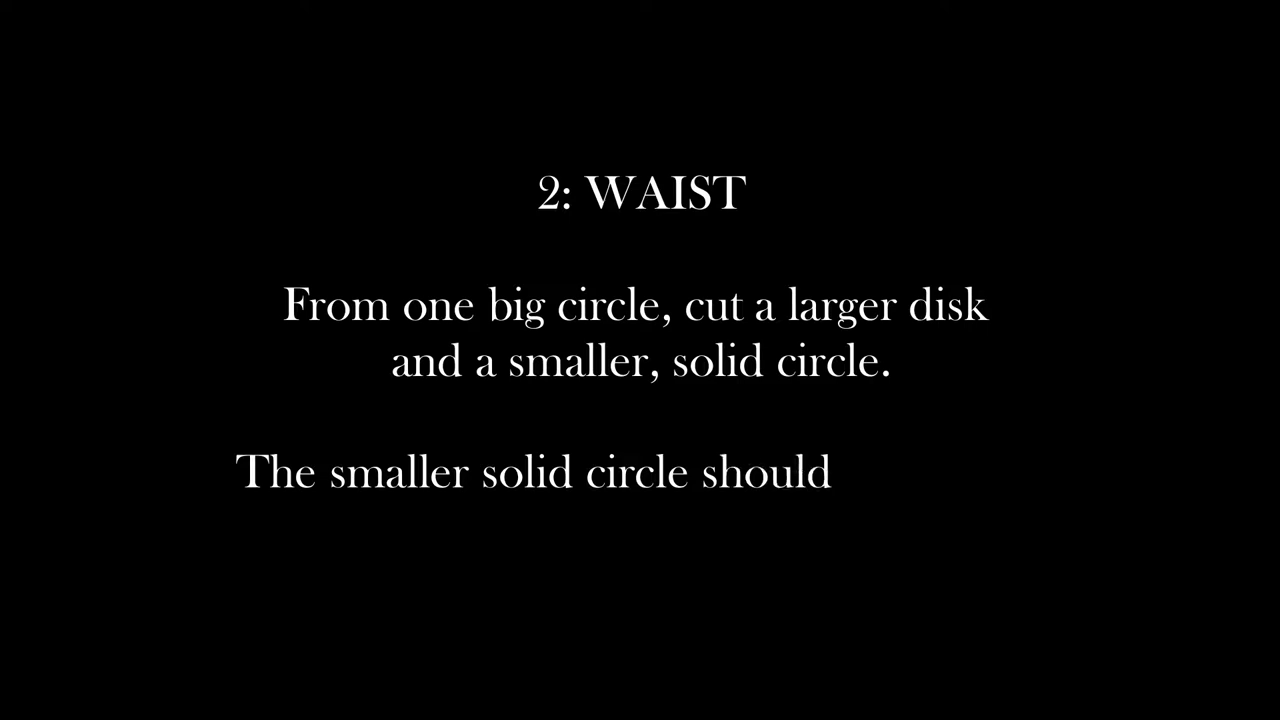 2: WAIST
From one big circle, cut a larger disk
and a smaller, solid circle.
The smaller solid circle should